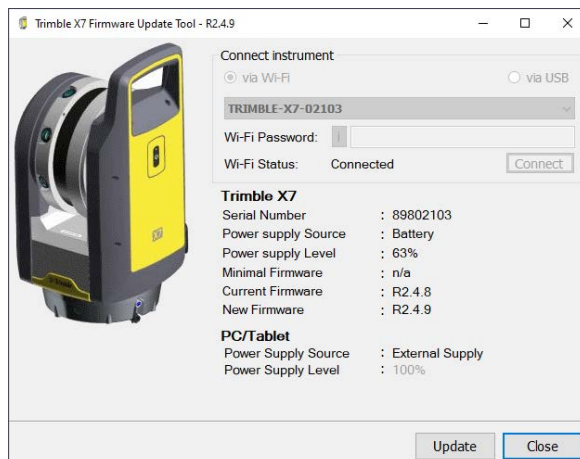 Trimble X7 Firmware Update Tool - R2.4.9
Connect instrument
via Wi-Fi
via USB
TRIMBLE-X7-02103
Wi-Fi Password:
i
Wi-Fi Status: Connected
Connect
Trimble X7
Serial Number : 89802103
Power supply Source : Battery
Power supply Level : 63%
Minimal Firmware : n/a
Current Firmware : R2.4.8
New Firmware : R2.4.9
PC/Tablet
Power Supply Source : External Supply
Power Supply Level : 100%
X7
Trimble
Update
Close